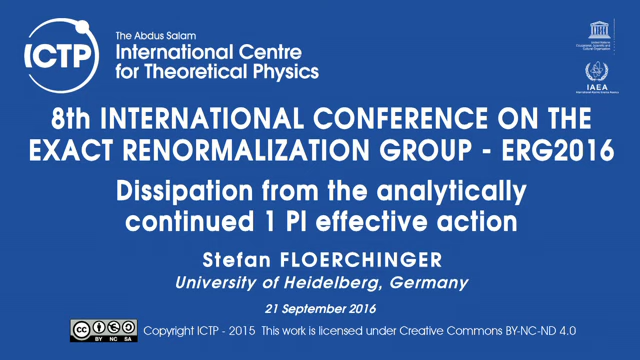 ICTP
The Abdus Salam
International Centre
for Theoretical Physics
IAEA
8th INTERNATIONAL CONFERENCE ON THE
EXACT RENORMALIZATION GROUP - ERG2016
Dissipation from the analytically
continued 1 PI effective action
Stefan FLOERCHINGER
University of Heidelberg, Germany
21 September 2016
cc BY NC SA
Copyright ICTP - 2015 This work is licensed under Creative Commons BY-NC-ND 4.0